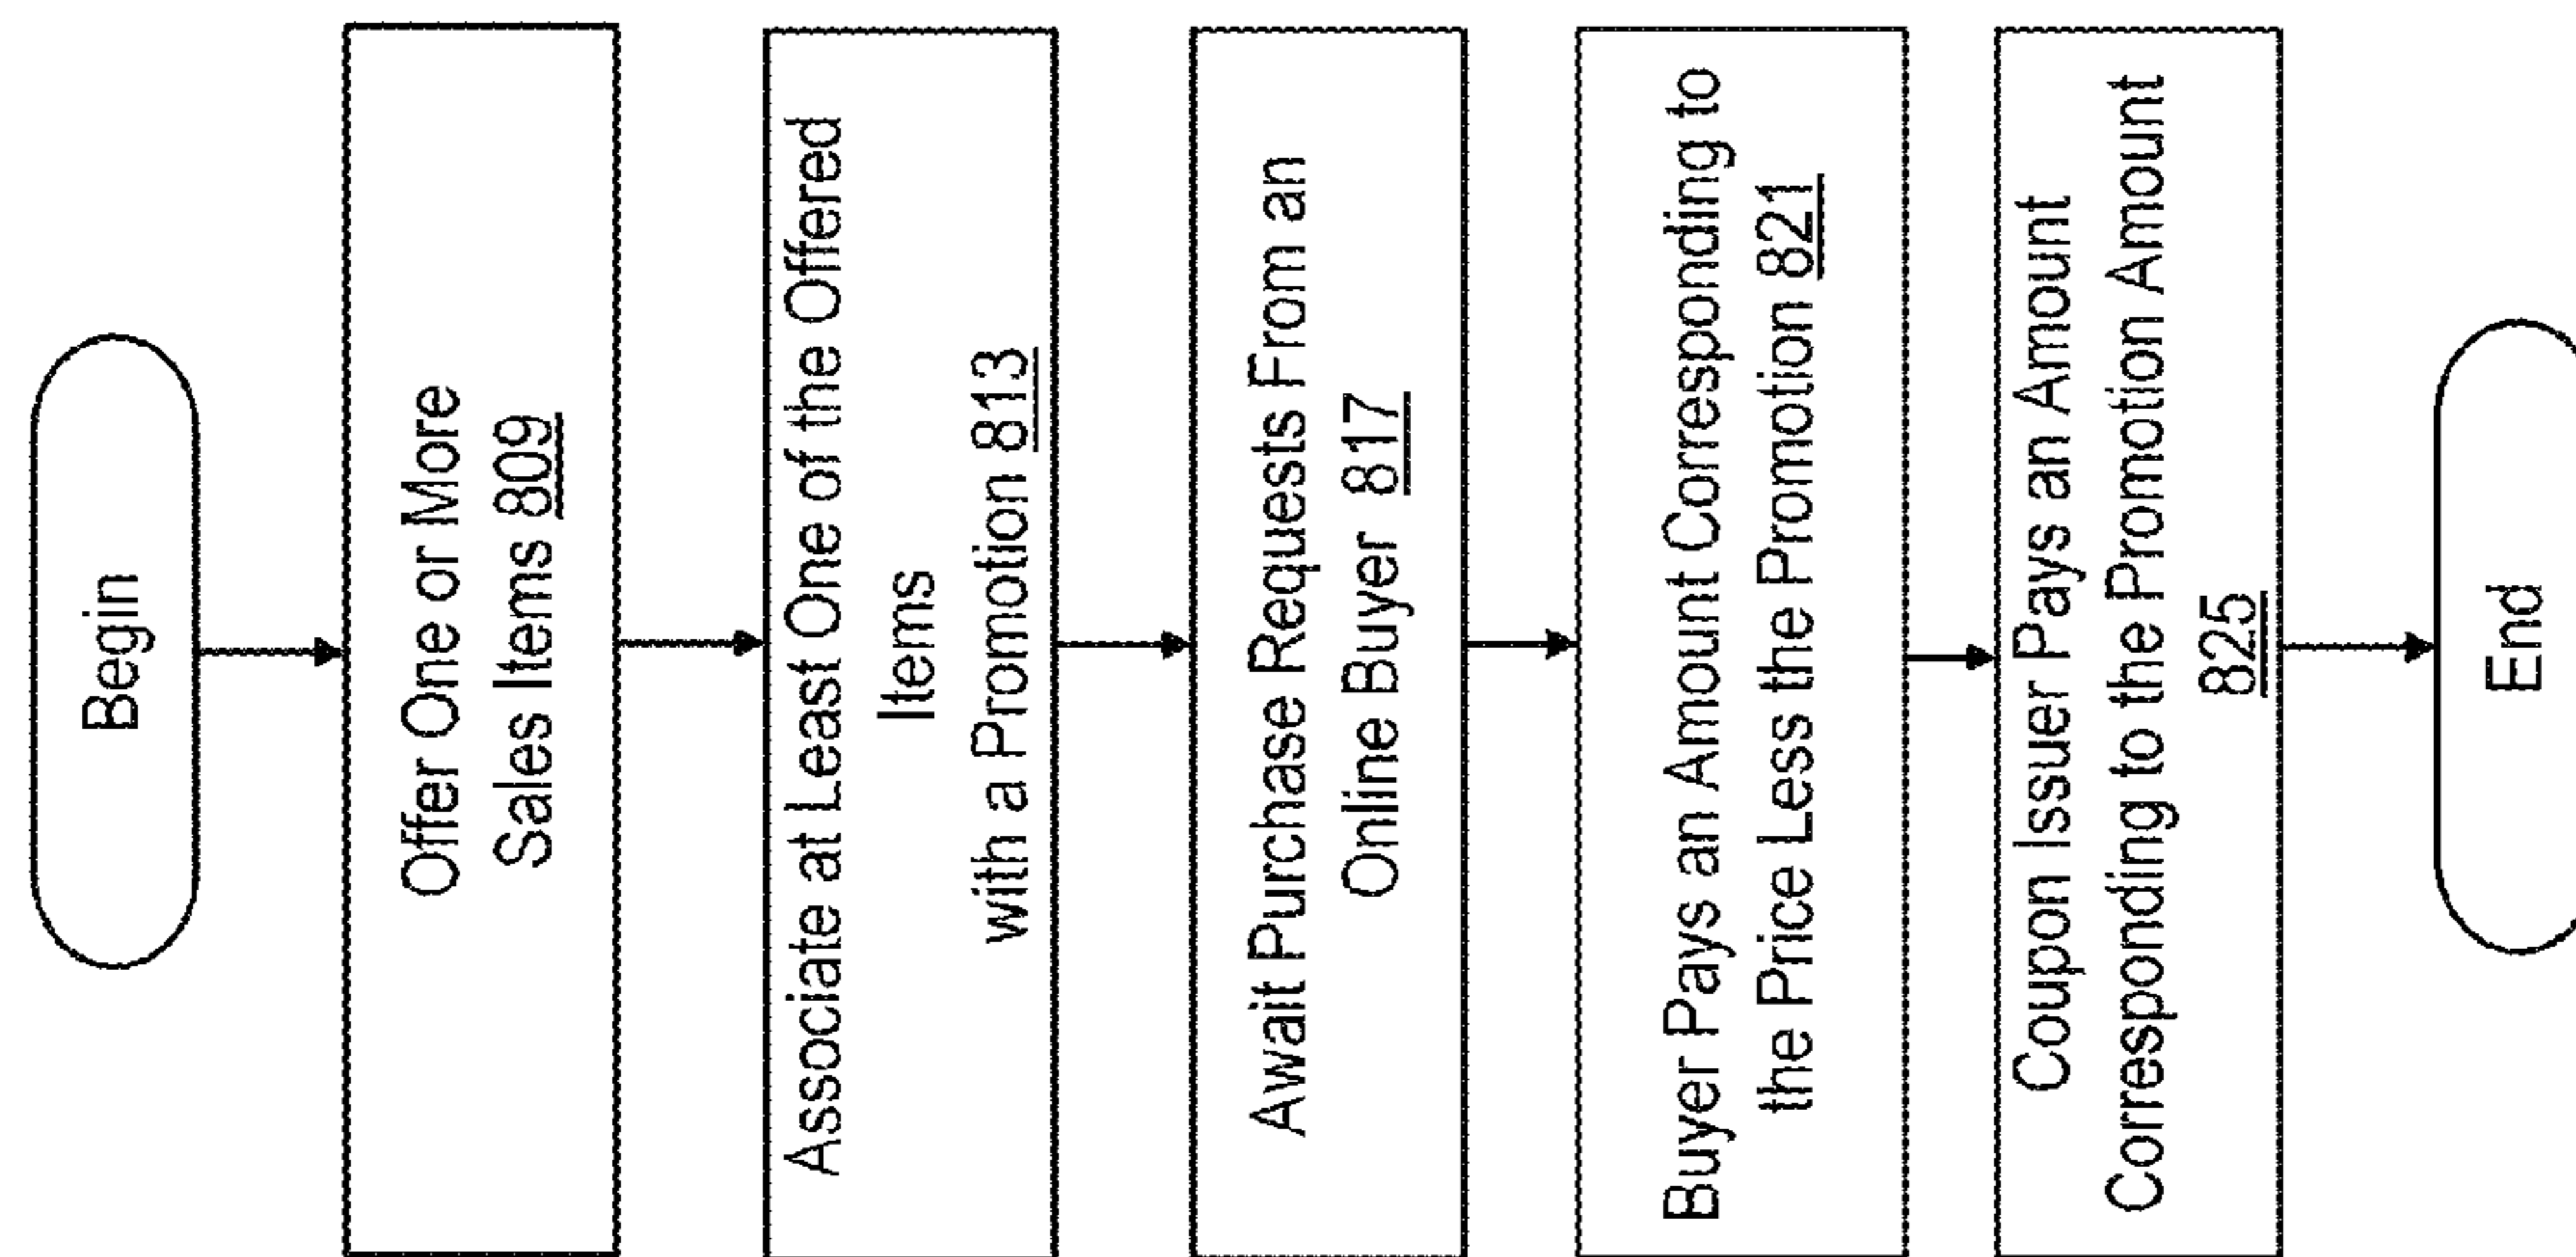 Begin
Offer One or More
Sales Items 809
Associate at Least One of the Offered
Items
with a Promotion 813
Await Purchase Requests From an
Online Buyer 817
Buyer Pays an Amount Corresponding to
the Price Less the Promotion 821
Coupon Issuer Pays an Amount
Corresponding to the Promotion Amount
825
End